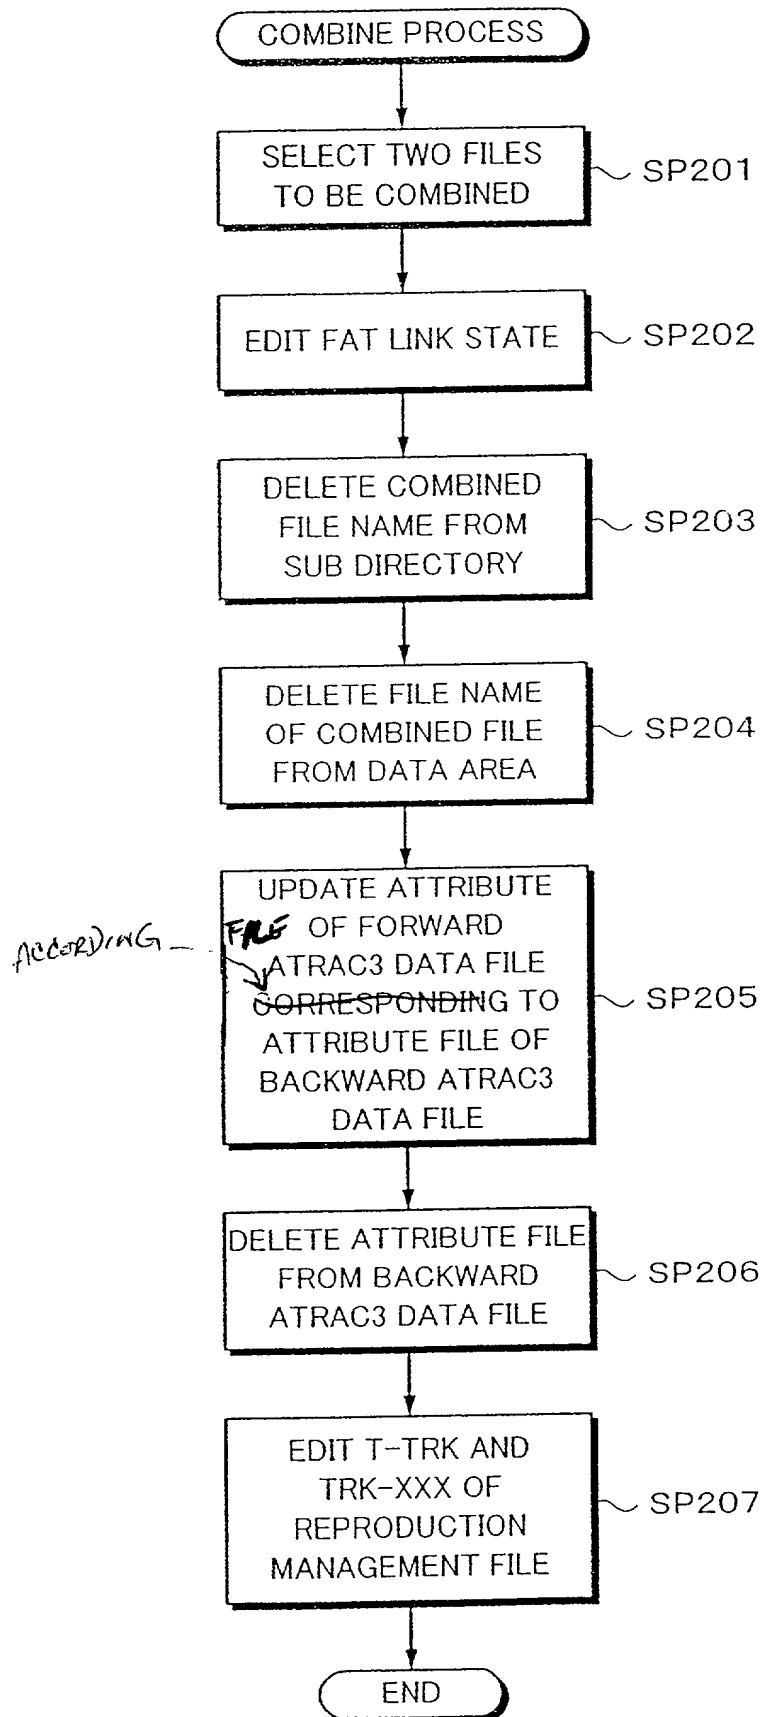 COMBINE PROCESS
SELECT TWO FILES
TO BE COMBINED
SP201
EDIT FAT LINK STATE
SP202
DELETE COMBINED
FILE NAME FROM
SUB DIRECTORY
SP203
DELETE FILE NAME
OF COMBINED FILE
FROM DATA AREA
SP204
UPDATE ATTRIBUTE
FILE OF FORWARD
ATRAC3 DATA FILE
ACCORDING
CORRESPONDING TO
ATTRIBUTE FILE OF
BACKWARD ATRAC3
DATA FILE
SP205
DELETE ATTRIBUTE FILE
FROM BACKWARD
ATRAC3 DATA FILE
SP206
EDIT T-TRK AND
TRK-XXX OF
REPRODUCTION
MANAGEMENT FILE
SP207
END